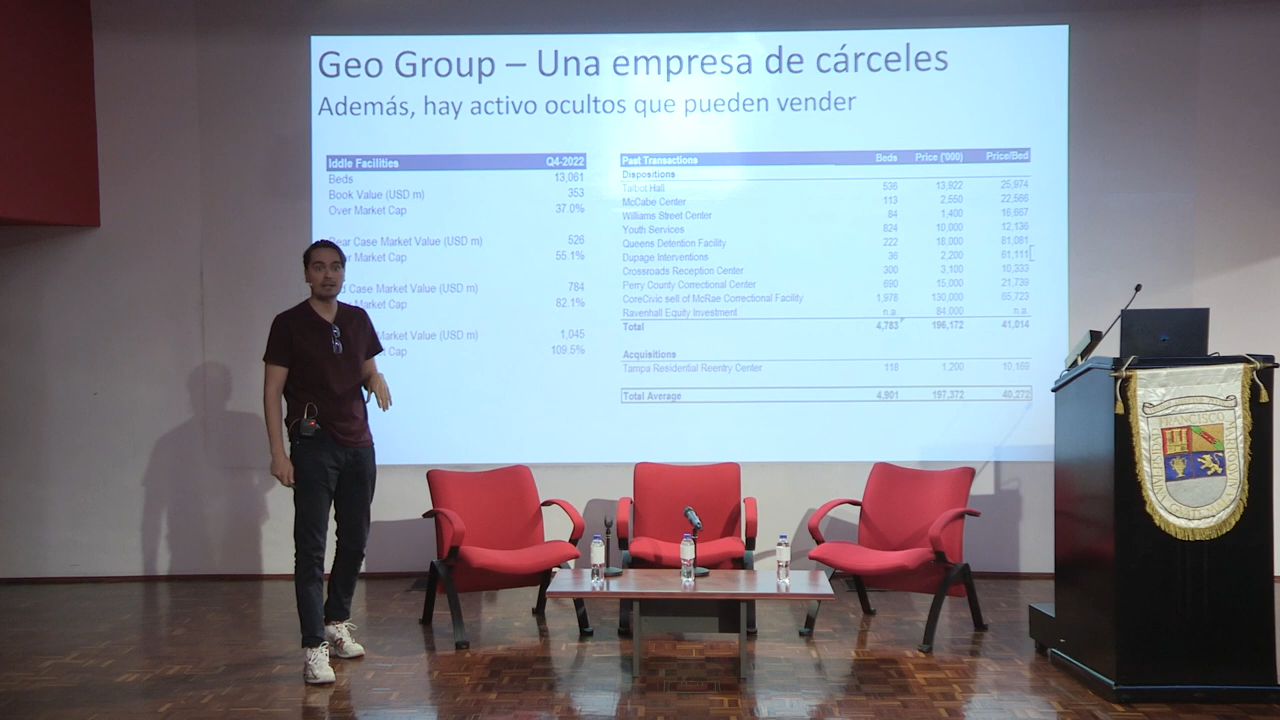 Geo Group – Una empresa de cárceles
Además, hay activo ocultos que pueden vender
Iddle Facilities Q4-2022
Beds 13,061
Book Value (USD m) 353
Over Market Cap 37.0%
Bear Case Market Value (USD m) 526
Market Cap 55.1%
Case Market Value (USD m) 784
Market Cap 82.1%
Market Value (USD m) 1,045
Cap 109.5%
Past Transactions Beds Price ('000) Price/Bed
Dispositions
Talbot Hall 536 13,922 25,974
McCabe Center 113 2,550 22,566
Williams Street Center 84 1,400 16,667
Youth Services 824 10,000 12,136
Queens Detention Facility 222 18,000 81,081
Dupage Interventions 36 2,200 61,111
Crossroads Reception Center 300 3,100 10,333
Perry County Correctional Center 690 15,000 21,739
CoreCivic sell of McRae Correctional Facility 1,978 130,000 65,723
Ravenhall Equity Investment n.a. 84,000 n.a.
Total 4,783 196,172 41,014
Acquisitions
Tampa Residential Reentry Center 118 1,200 10,169
Total Average 4,901 197,372 40,272
FRANCISCO